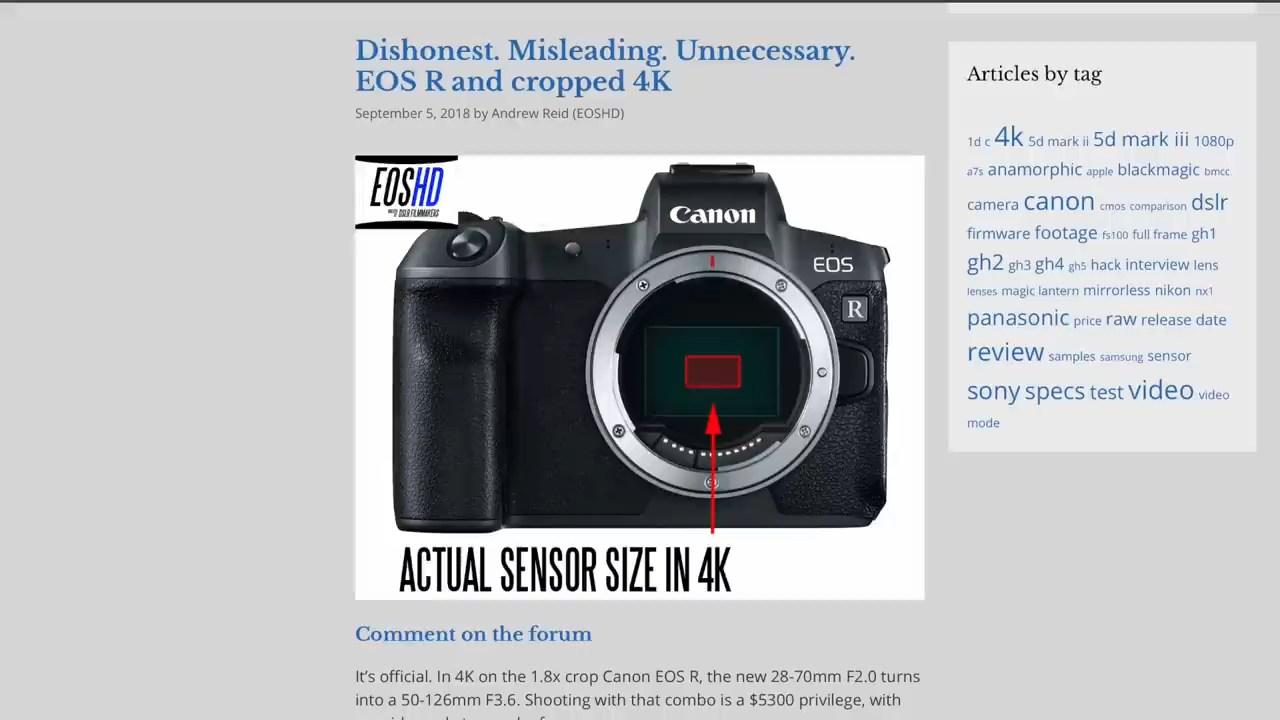 Dishonest. Misleading. Unnecessary.
EOS R and cropped 4K
September 5, 2018 by Andrew Reid (EOSHD)
EOSHD
Canon
EOS
R
ACTUAL SENSOR SIZE IN 4K
Comment on the forum
It’s official. In 4K on the 1.8x crop Canon EOS R, the new 28-70mm F2.0 turns
into a 50-126mm F3.6. Shooting with that combo is a $5300 privilege, with
Articles by tag
1d c 4k 5d mark ii 5d mark iii 1080p
a7s anamorphic apple blackmagic bmcc
camera canon cmos comparison dslr
firmware footage fs100 full frame gh1
gh2 gh3 gh4 gh5 hack interview lens
lenses magic lantern mirrorless nikon nx1
panasonic price raw release date
review samples samsung sensor
sony specs test video video
mode